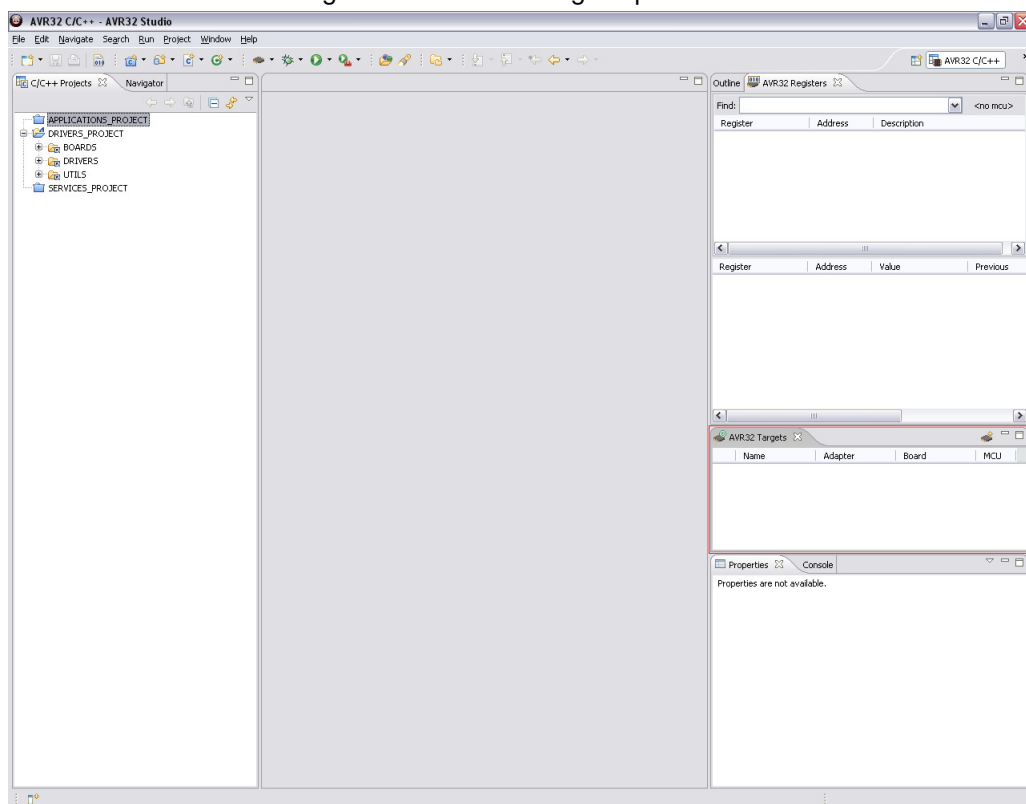 AVR32 C/C++ - AVR32 Studio
File Edit Navigate Search Run Project Window Help
AVR32 C/C++
C/C++ Projects Navigator
Outline AVR32 Registers
Find: <no mcu>
Register Address Description
APPLICATIONS_PROJECT
DRIVERS_PROJECT
BOARDS
DRIVERS
UTILS
SERVICES_PROJECT
Register Address Value Previous
AVR32 Targets
Name Adapter Board MCU
Properties Console
Properties are not available.